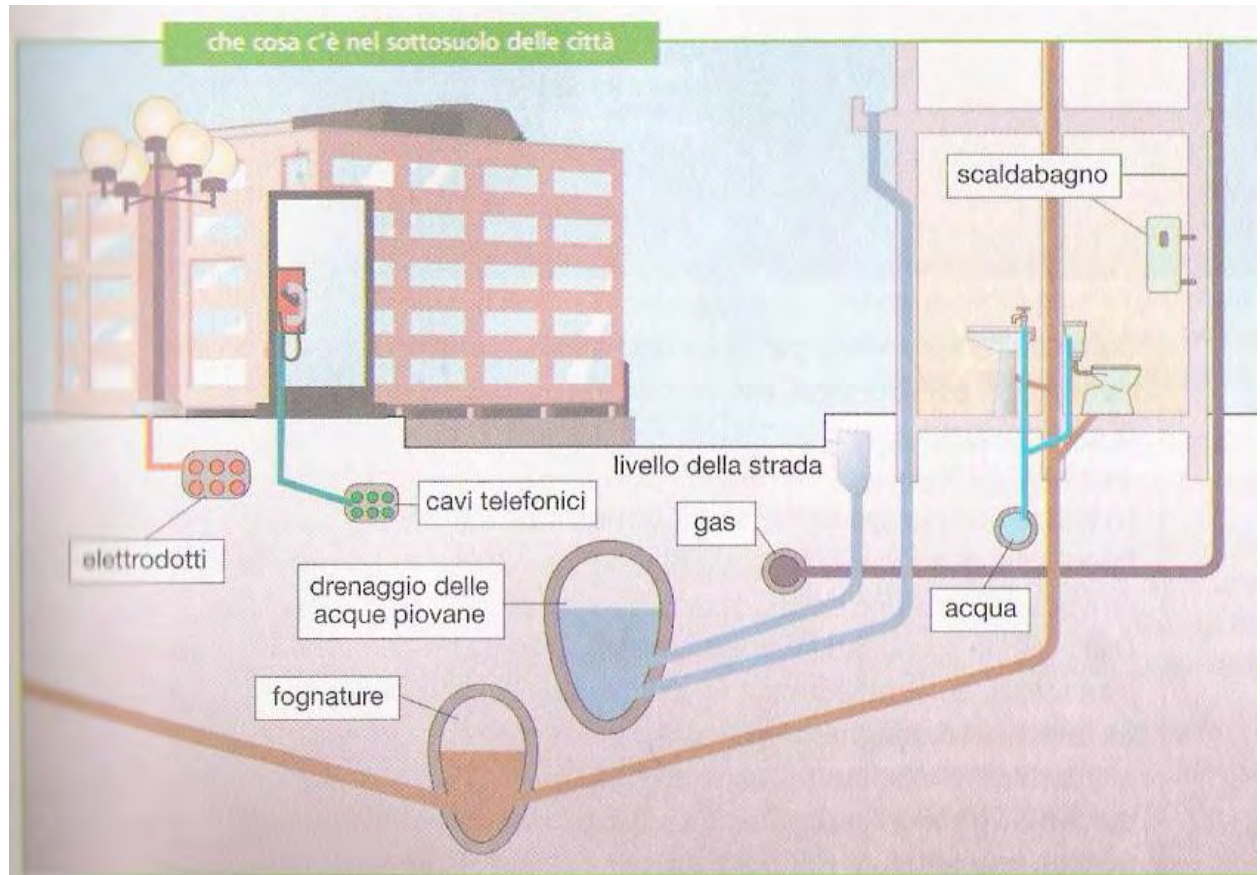 che cosa c'è nel sottosuolo delle città
scaldabagno
livello della strada
cavi telefonici
gas
elettrodotti
drenaggio delle
acque piovane
acqua
fognature